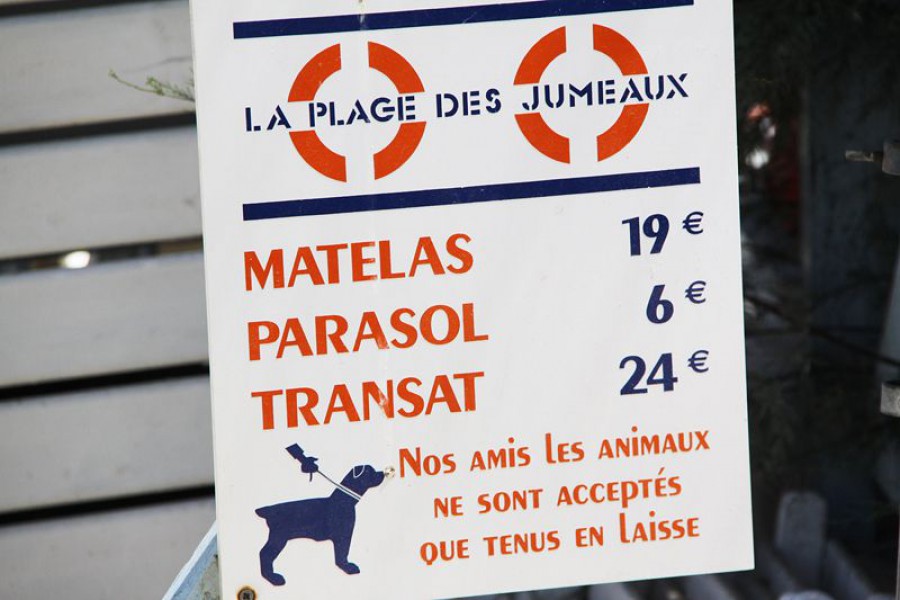 LA PLAGE DES JUMEAUX
MATELAS 19 €
PARASOL 6 €
TRANSAT 24 €
NOS AMIS LES ANIMAUX
NE SONT ACCEPTÉS
QUE TENUS EN LAISSE